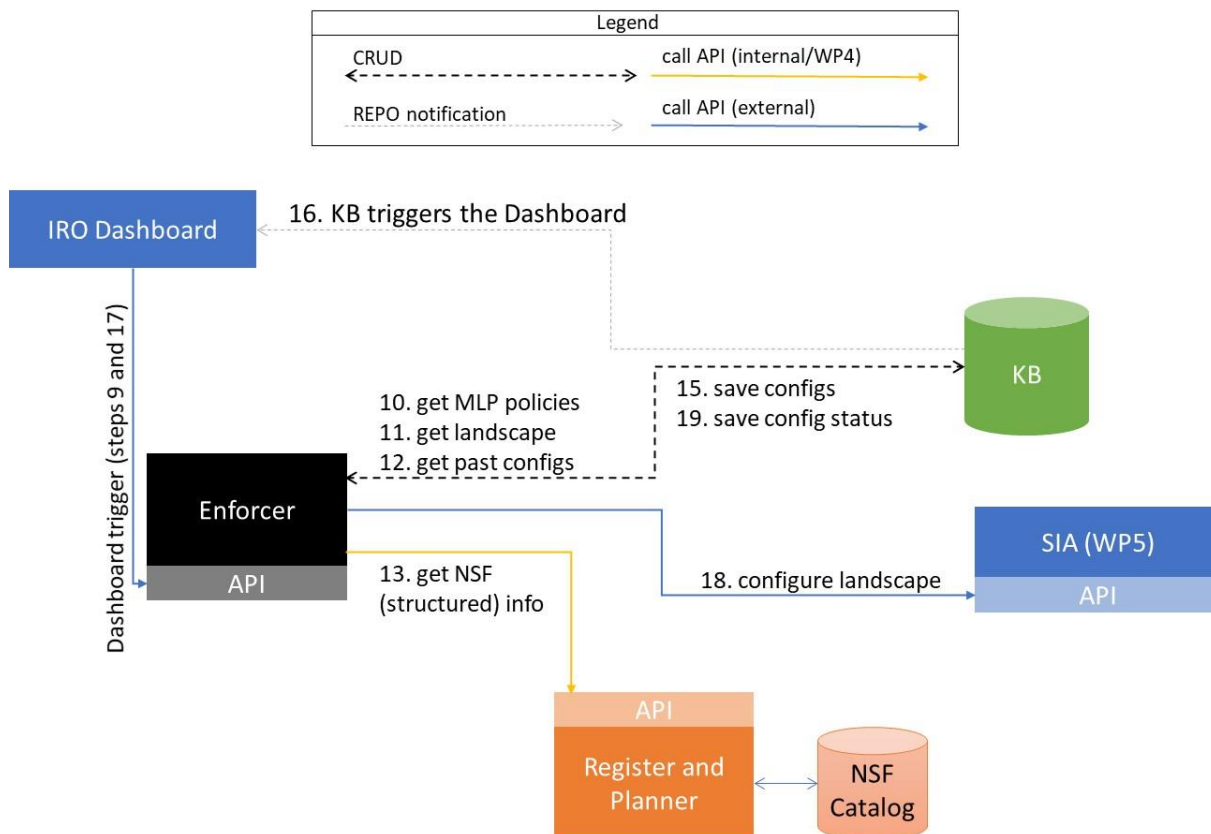 Legend
CRUD
call API (internal/WP4)
REPO notification
call API (external)
IRO Dashboard
16. KB triggers the Dashboard
KB
Dashboard trigger (steps 9 and 17)
10. get MLP policies
11. get landscape
12. get past configs
15. save configs
19. save config status
Enforcer
API
13. get NSF
(structured) info
18. configure landscape
SIA (WP5)
API
API
Register and
Planner
NSF
Catalog